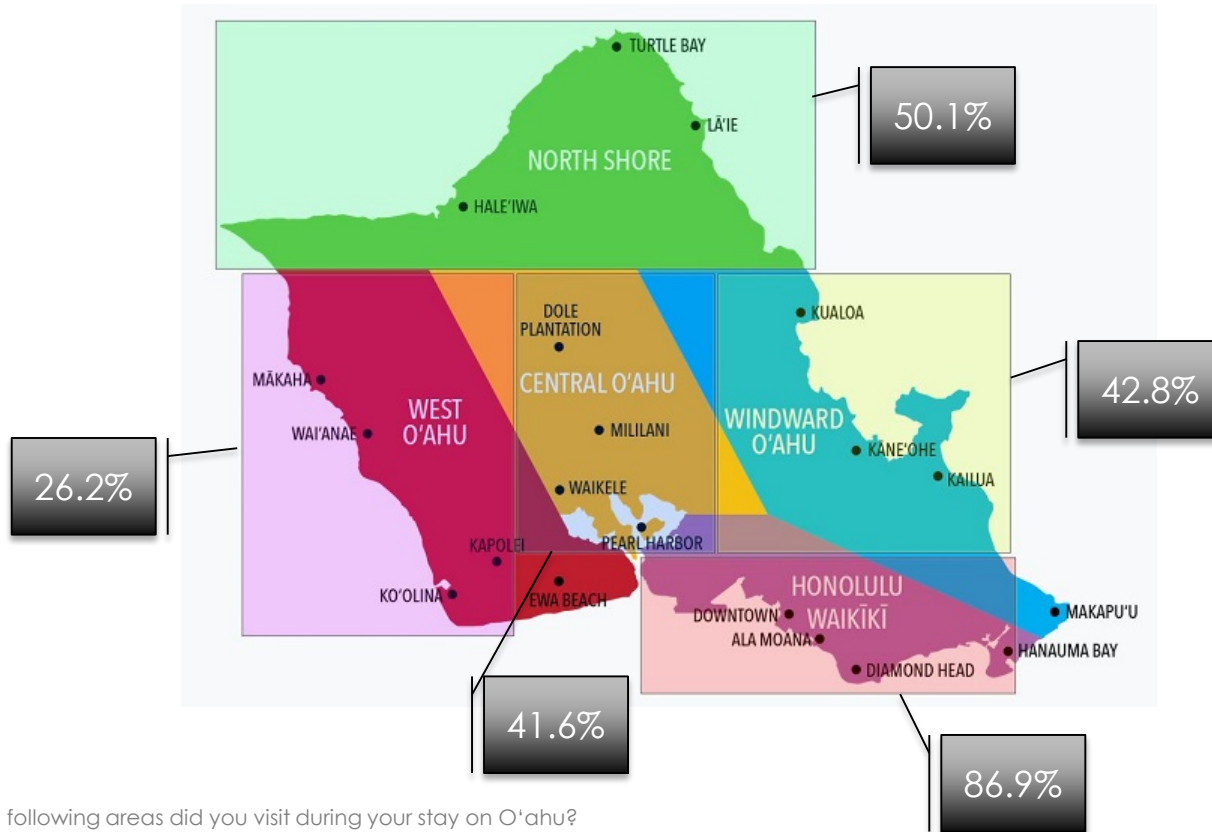 TURTLE BAY
50.1%
LĀ'IE
NORTH SHORE
HALE'IWA
KUALOA
DOLE
PLANTATION
MĀKAHA
CENTRAL O'AHU
42.8%
WEST
O'AHU
WINDWARD
O'AHU
WAI'ANAE
MILILANI
KĀNE'OHE
KAILUA
26.2%
WAIKELE
PEARL HARBOR
KAPOLEI
KO'OLINA
EWA BEACH
HONOLULU
WAIKĪKĪ
DOWNTOWN
MAKAPU'U
ALA MOANA
HANAUMA BAY
DIAMOND HEAD
41.6%
86.9%
following areas did you visit during your stay on O‘ahu?